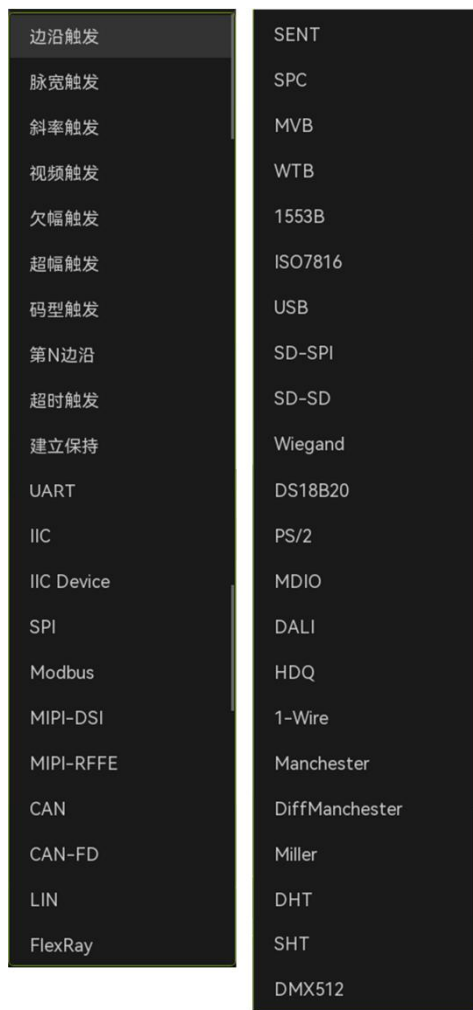 边沿触发
脉宽触发
斜率触发
视频触发
欠幅触发
超幅触发
码型触发
第N边沿
超时触发
建立保持
UART
IIC
IIC Device
SPI
Modbus
MIPI-DSI
MIPI-RFFE
CAN
CAN-FD
LIN
FlexRay
SENT
SPC
MVB
WTB
1553B
ISO7816
USB
SD-SPI
SD-SD
Wiegand
DS18B20
PS/2
MDIO
DALI
HDQ
1-Wire
Manchester
DiffManchester
Miller
DHT
SHT
DMX512